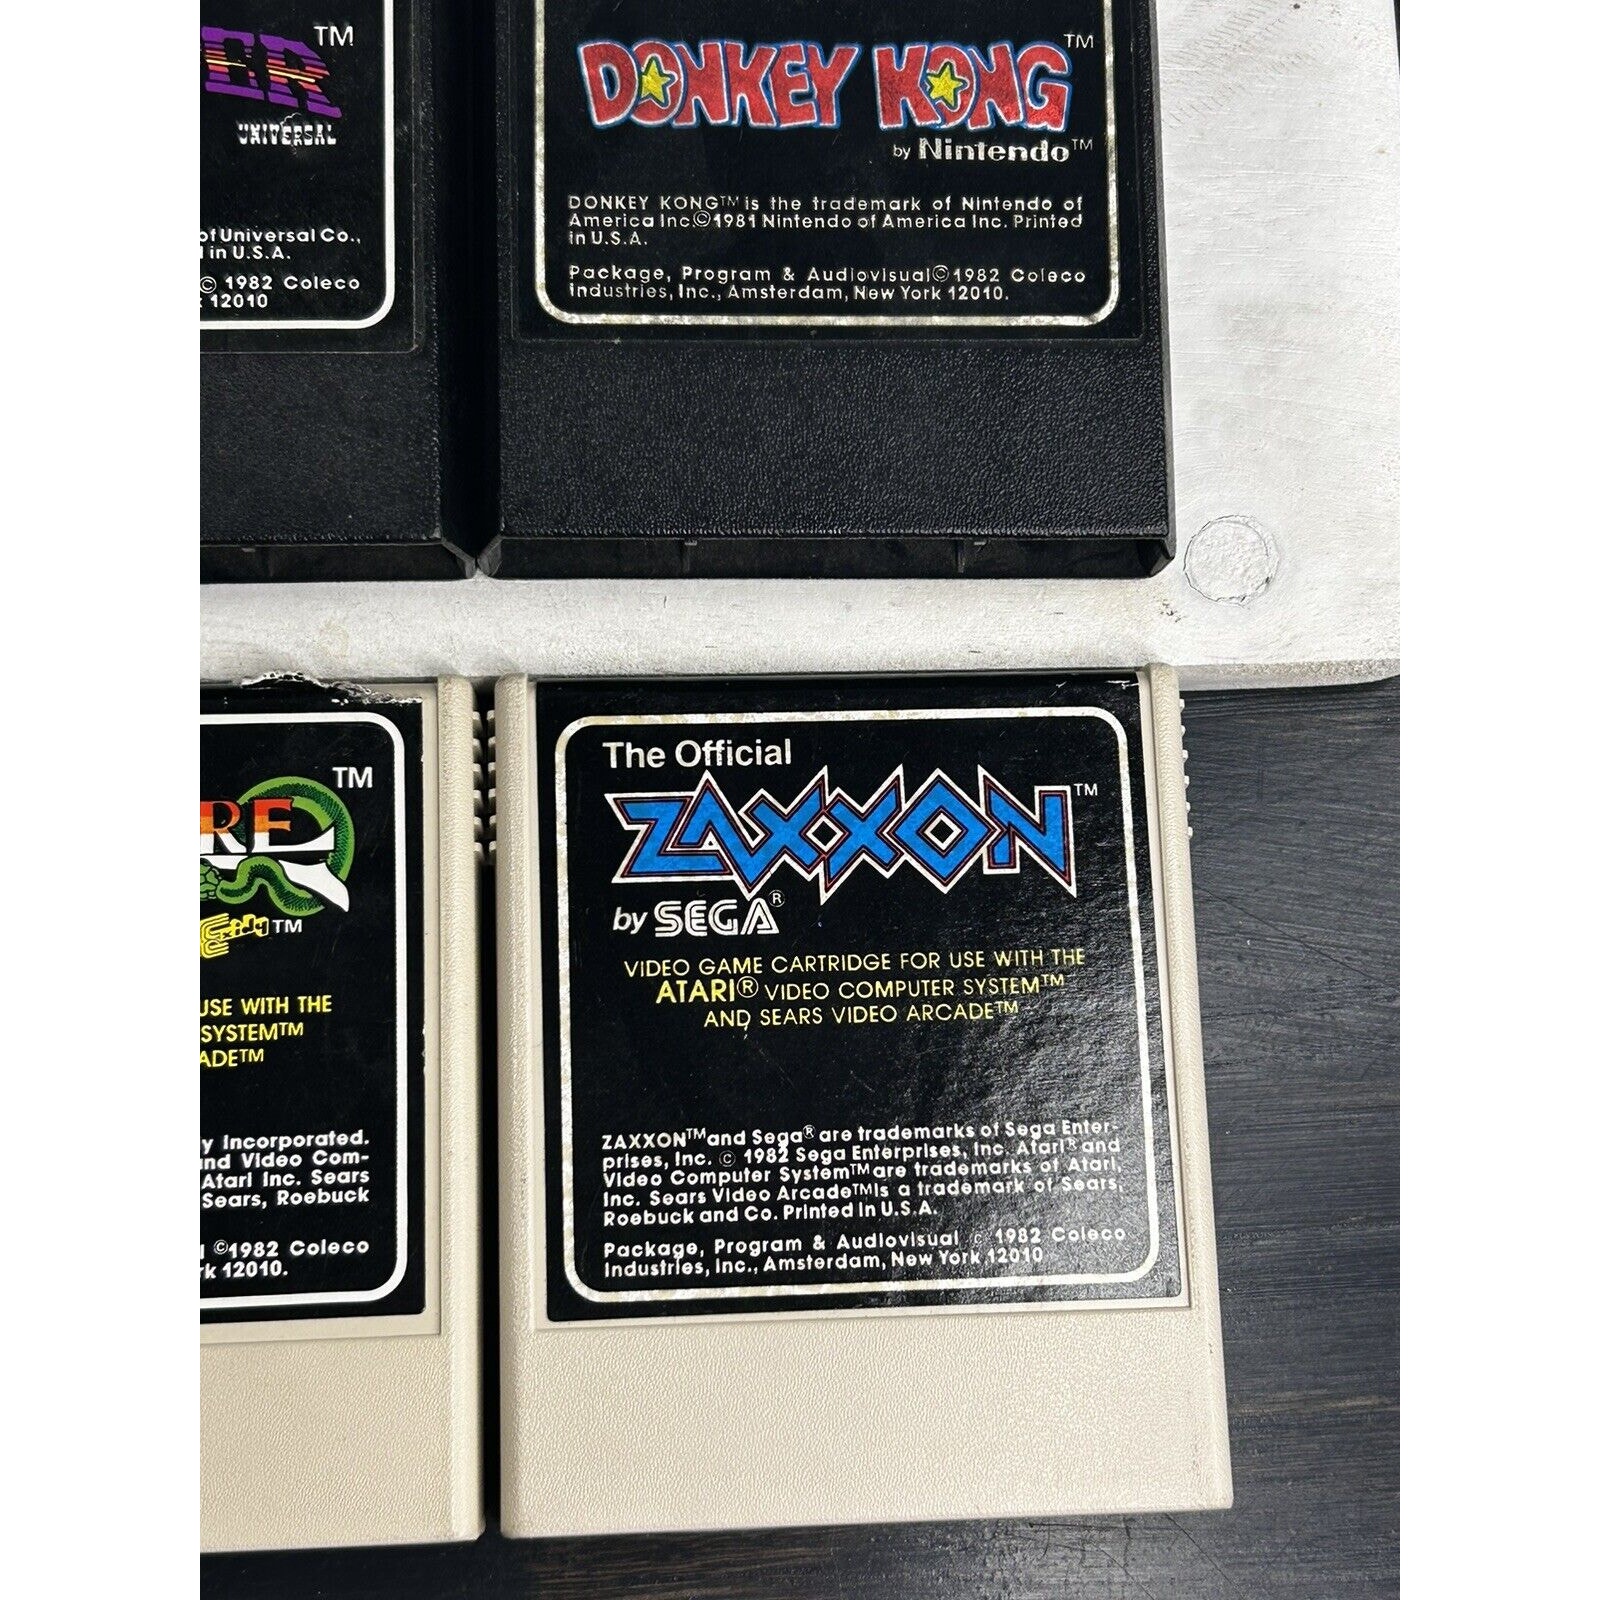 TM
UNIVERSAL
of Universal Co.,
in U.S.A.
© 1982 Coleco
12010
DONKEY KONG™
by Nintendo™
DONKEY KONG™ is the trademark of Nintendo of
America Inc.©1981 Nintendo of America Inc. Printed
in U.S.A.
Package, Program & Audiovisual©1982 Coleco
Industries, Inc., Amsterdam, New York 12010.
TM
Exidy™
USE WITH THE
SYSTEM™
ADE™
y Incorporated.
nd Video Com-
Atari Inc. Sears
Sears, Roebuck
©1982 Coleco
rk 12010.
The Official
ZAXXON™
by SEGA®
VIDEO GAME CARTRIDGE FOR USE WITH THE
ATARI® VIDEO COMPUTER SYSTEM™
AND SEARS VIDEO ARCADE™
ZAXXON™ and Sega® are trademarks of Sega Enter-
prises, Inc. © 1982 Sega Enterprises, Inc. Atari® and
Video Computer System™ are trademarks of Atari,
Inc. Sears Video Arcade™ is a trademark of Sears,
Roebuck and Co. Printed in U.S.A.
Package, Program & Audiovisual © 1982 Coleco
Industries, Inc., Amsterdam, New York 12010